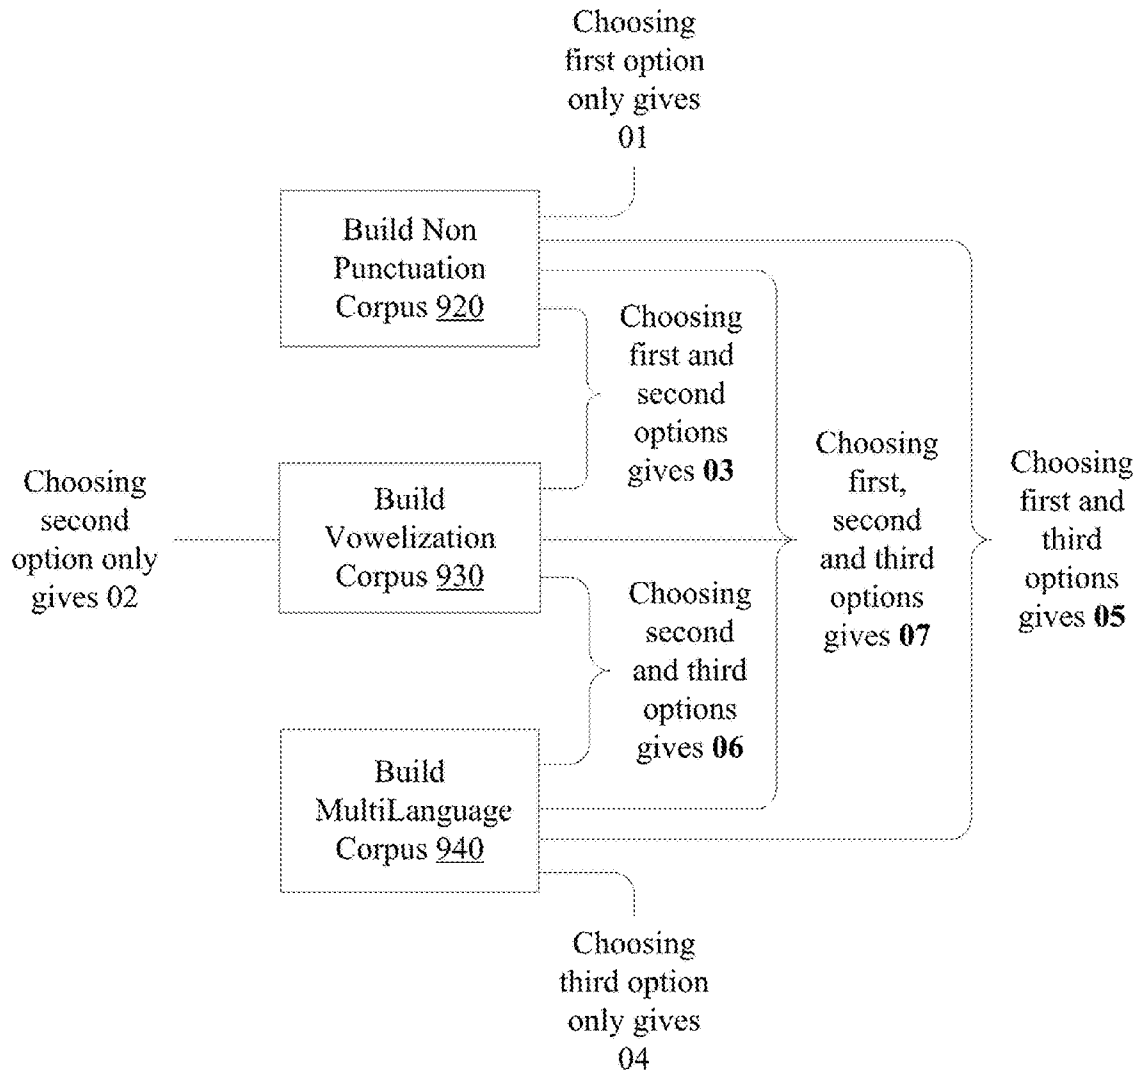 Choosing
first option
only gives
01
Build Non
Punctuation
Corpus 920
Choosing
first and
second
options
gives 03
Choosing
second
option only
gives 02
Build
Vowelization
Corpus 930
Choosing
first,
second
and third
options
gives 07
Choosing
first and
third
options
gives 05
Choosing
second
and third
options
gives 06
Build
MultiLanguage
Corpus 940
Choosing
third option
only gives
04